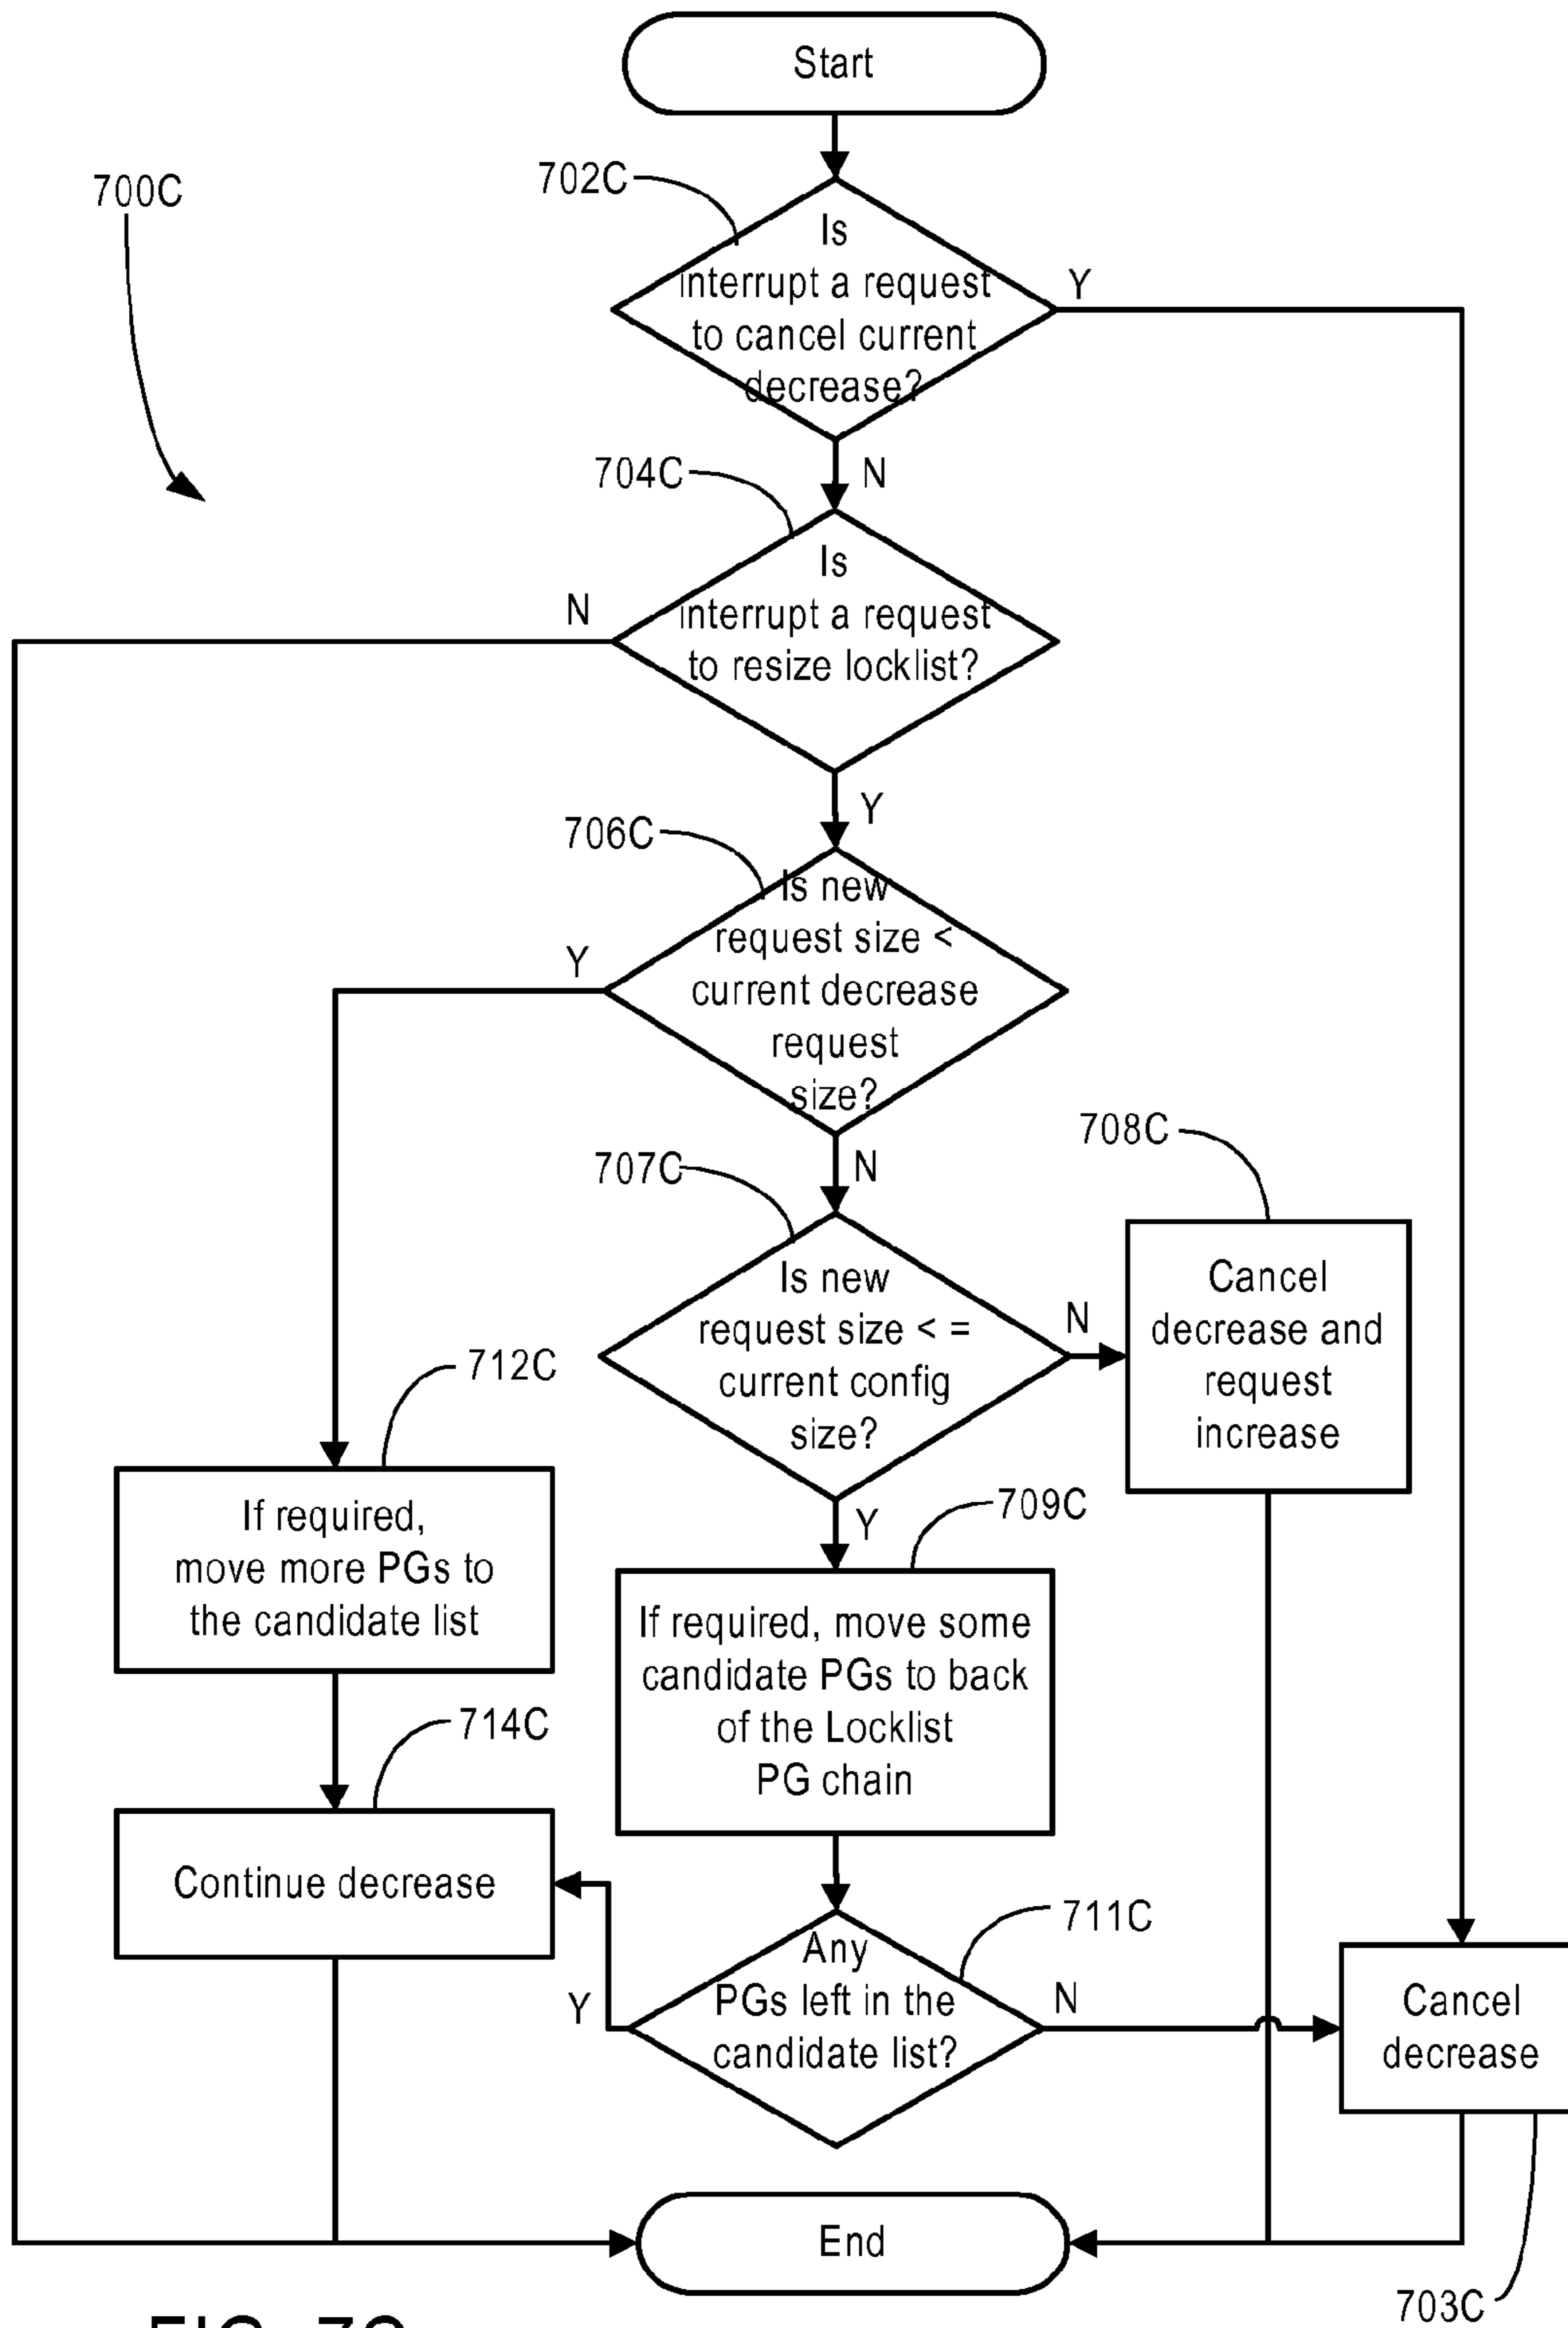 Start
700C
702C
Is
interrupt a request
to cancel current
decrease?
Y
N
704C
Is
interrupt a request
to resize locklist?
N
Y
706C
Is new
request size <
current decrease
request
size?
Y
N
707C
708C
Is new
request size < =
current config
size?
N
Cancel
decrease and
request
increase
712C
If required,
move more PGs to
the candidate list
Y
709C
If required, move some
candidate PGs to back
of the Locklist
PG chain
714C
Continue decrease
711C
Any
PGs left in the
candidate list?
Y
N
Cancel
decrease
End
703C